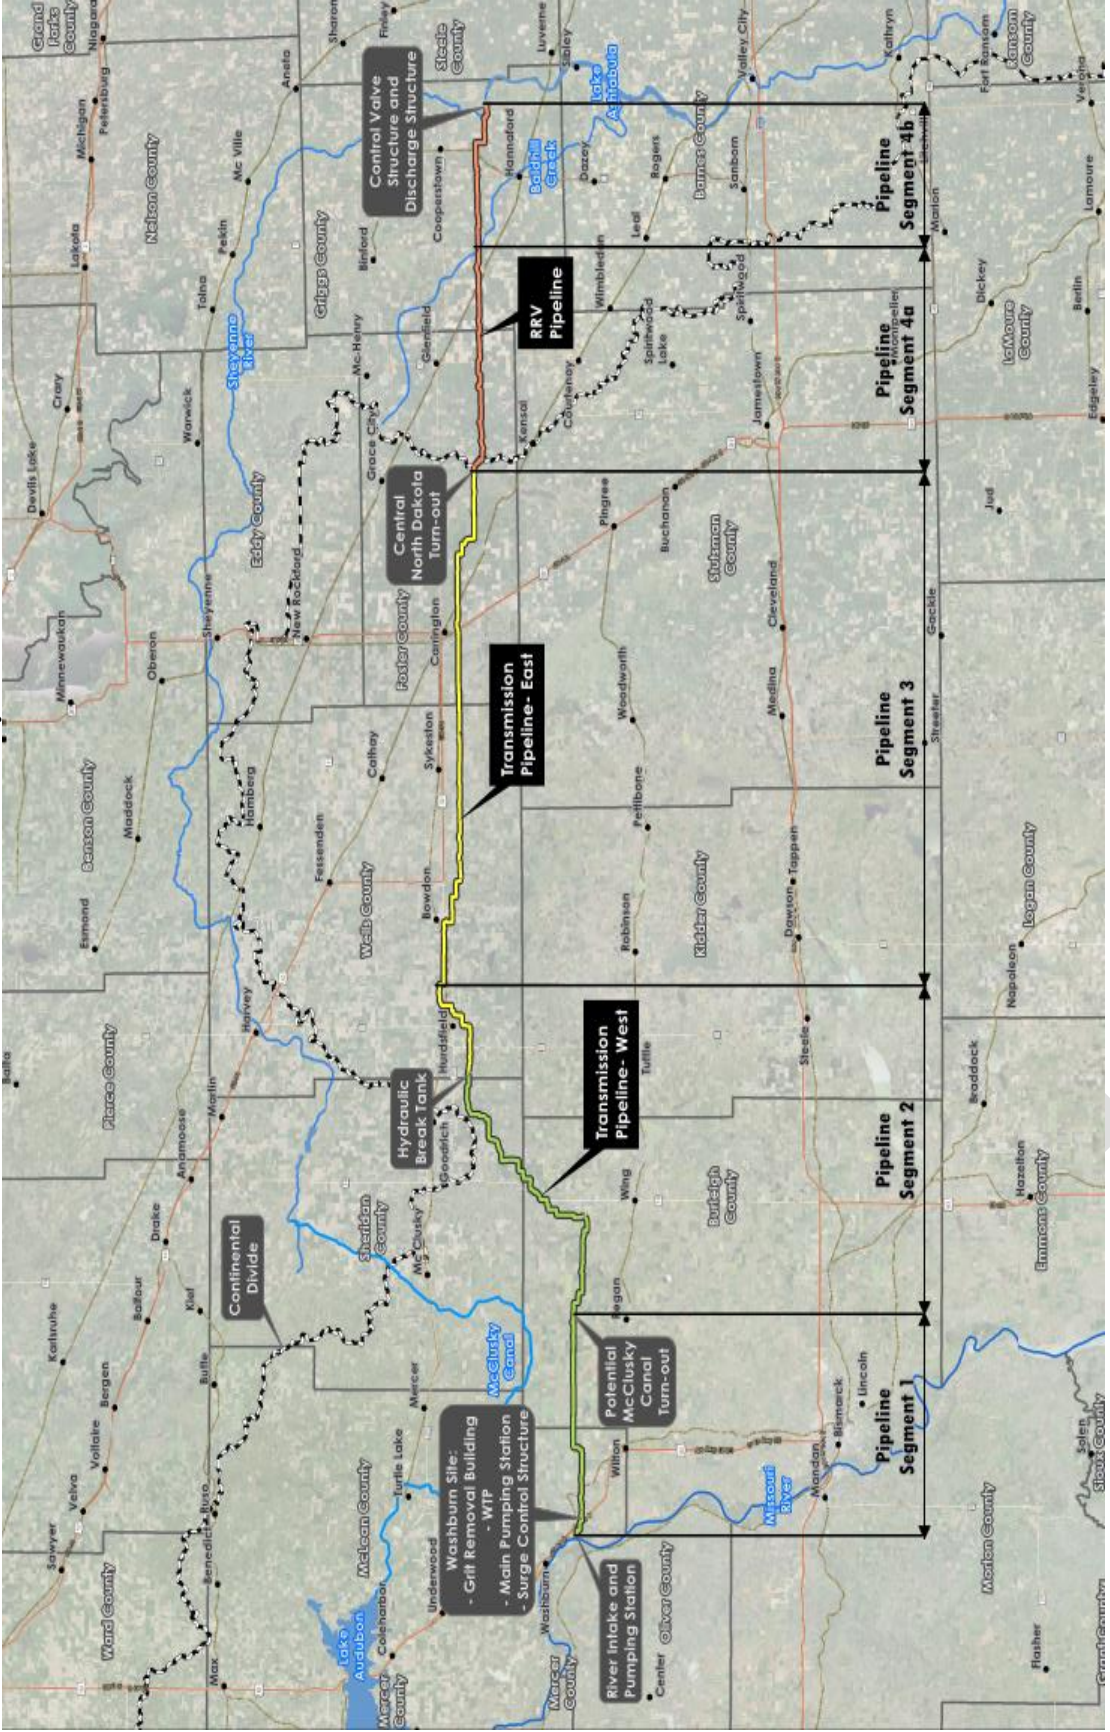 Grand
Forks
County
Niagara
Michigan
Petersburg
Lakota
Nelson County
Mc Ville
Pekin
Tolna
Aneta
Sharon
Finley
Steele
County
Luverne
Sibley
Griggs County
Binford
Cooperstown
Hannaford
Control Valve
Structure and
Discharge Structure
Baldhill
Creek
Lake
Ashtabula
Dazey
Rogers
Leal
Sanborn
Barnes County
Valley City
Kathryn
Fort Ransom
Ransom
County
Verona
Litchville
Marion
Lamoure
Dickey
Berlin
LaMoure
County
Edgeley
Montpelier
Spiritwood
Spiritwood
Lake
Wimbledon
Courtenay
Kensal
Jamestown
Glenfield
Mc-Henry
Grace City
Sheyenne
River
Warwick
Crary
Devils Lake
Eddy County
RRV
Pipeline
Central
North Dakota
Turn-out
Pipeline
Segment 4b
Pipeline
Segment 4a
Minnewaukan
Oberon
Sheyenne
New Rockford
Foster County
Carrington
Pingree
Buchanan
Stutsman
County
Jud
Cleveland
Gackle
Medina
Streeter
Woodworth
Pettibone
Transmission
Pipeline- East
Pipeline
Segment 3
Benson County
Maddock
Esmond
Hamberg
Fessenden
Cathay
Sykeston
Wells County
Bowdon
Robinson
Kidder County
Tappen
Dawson
Logan County
Napoleon
Balta
Pierce County
Harvey
Martin
Anamoose
Drake
Hurdsfield
Hydraulic
Break Tank
Goodrich
Tuttle
Steele
Braddock
Transmission
Pipeline- West
Pipeline
Segment 2
Wing
Burleigh
County
Hazelton
Emmons County
Sheridan
County
Mc Clusky
Continental
Divide
Kief
Balfour
Karlsruhe
Bergen
Butte
Voltaire
Velva
Sawyer
Ruso
Benedict
Ward County
Max
McClusky
Canal
Mercer
Turtle Lake
McLean County
Underwood
Coleharbor
Lake
Audubon
Mercer
County
Regan
Potential
McClusky
Canal
Turn-out
Washburn Site:
- Grit Removal Building
- WTP
- Main Pumping Station
- Surge Control Structure
Wilton
Washburn
River Intake and
Pumping Station
Missouri
River
Lincoln
Bismarck
Mandan
Pipeline
Segment 1
Oliver County
Center
Mercer
County
Morton County
Solen
Sioux County
Flasher
Grant County